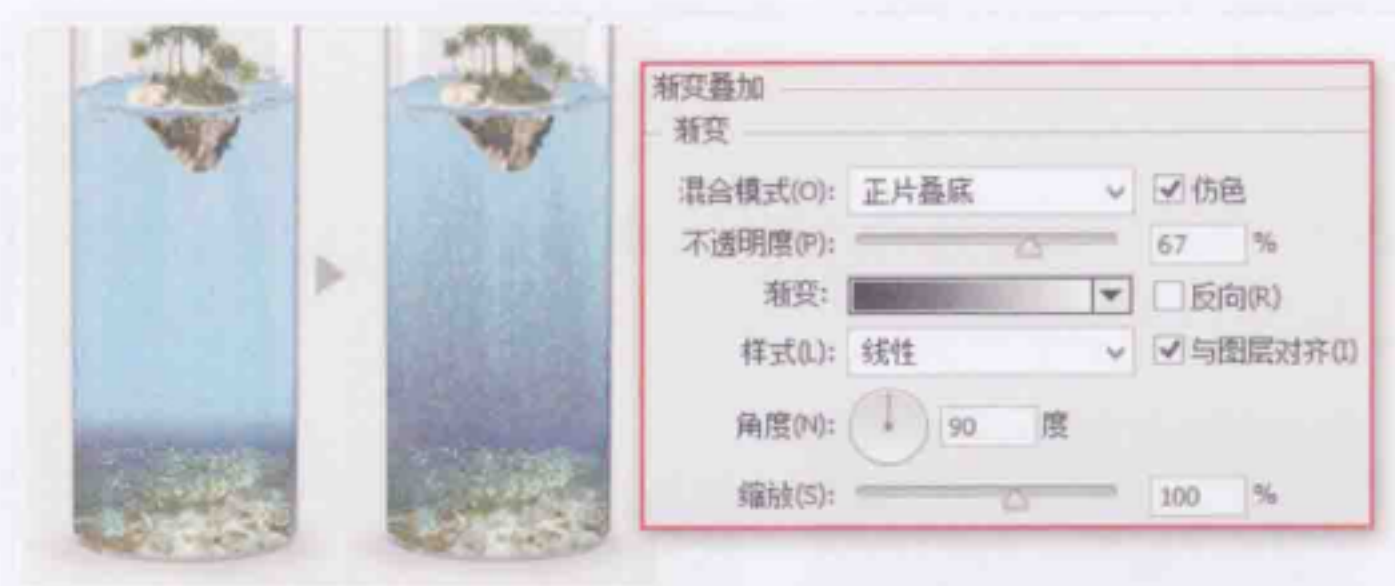 渐变叠加
渐变
混合模式(O): 正片叠底 仿色
不透明度(P): 67 %
渐变: 反向(R)
样式(L): 线性 与图层对齐(I)
角度(N): 90 度
缩放(S): 100 %